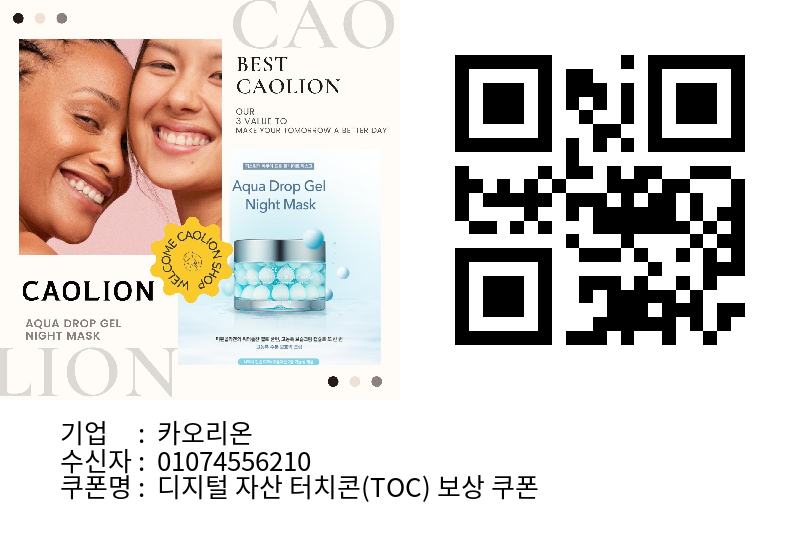 CAO
BEST
CAOLION
OUR
3 VALUE TO
MAKE YOUR TOMORROW A BETTER DAY
Aqua Drop Gel
Night Mask
WELCOME CAOLION SHOP
CAOLION
AQUA DROP GEL
NIGHT MASK
LION
기업 : 카오리온
수신자 : 01074556210
쿠폰명 : 디지털 자산 터치콘(TOC) 보상 쿠폰